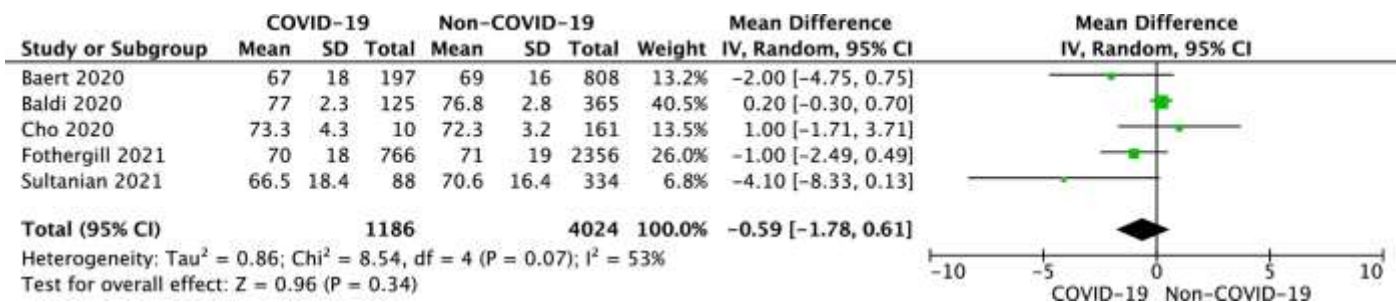 COVID-19 Non-COVID-19 Mean Difference Mean Difference
Study or Subgroup Mean SD Total Mean SD Total Weight IV, Random, 95% CI IV, Random, 95% CI
Baert 2020 67 18 197 69 16 808 13.2% −2.00 [−4.75, 0.75]
Baldi 2020 77 2.3 125 76.8 2.8 365 40.5% 0.20 [−0.30, 0.70]
Cho 2020 73.3 4.3 10 72.3 3.2 161 13.5% 1.00 [−1.71, 3.71]
Fothergill 2021 70 18 766 71 19 2356 26.0% −1.00 [−2.49, 0.49]
Sultanian 2021 66.5 18.4 88 70.6 16.4 334 6.8% −4.10 [−8.33, 0.13]
Total (95% CI) 1186 4024 100.0% −0.59 [−1.78, 0.61]
Heterogeneity: Tau² = 0.86; Chi² = 8.54, df = 4 (P = 0.07); I² = 53%
Test for overall effect: Z = 0.96 (P = 0.34)
−10 −5 0 5 10
COVID-19 Non-COVID-19